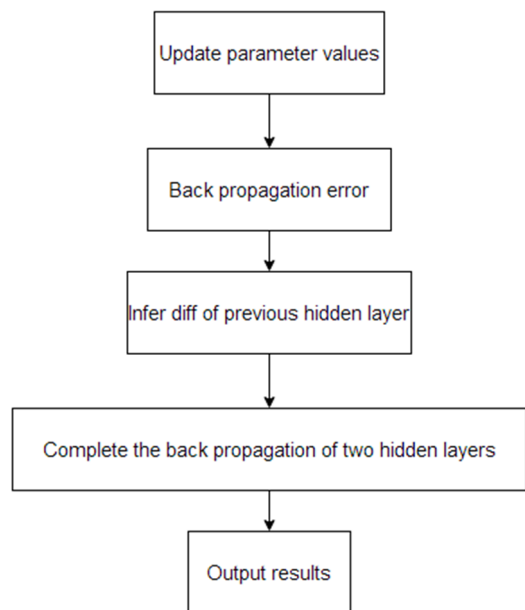 Update parameter values
Back propagation error
Infer diff of previous hidden layer
Complete the back propagation of two hidden layers
Output results